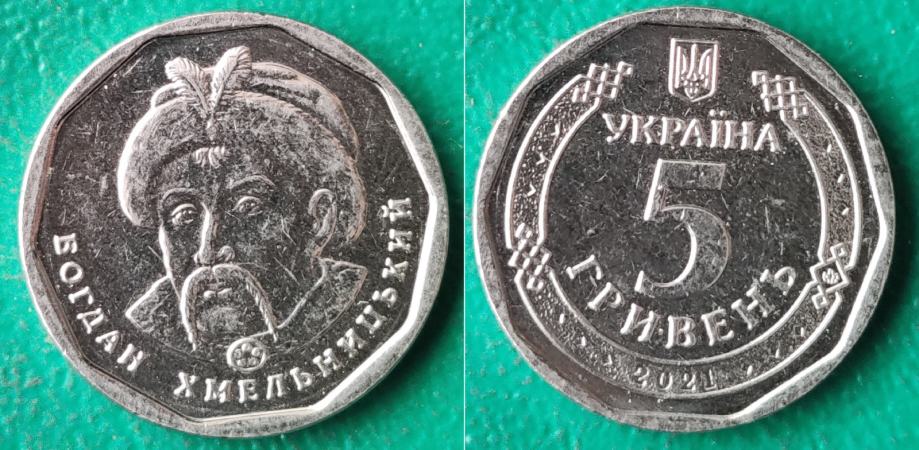 БОГДАН ХМЕЛЬНИЦЬКИЙ
УКРАЇНА
5
ГРИВЕНЬ
2021